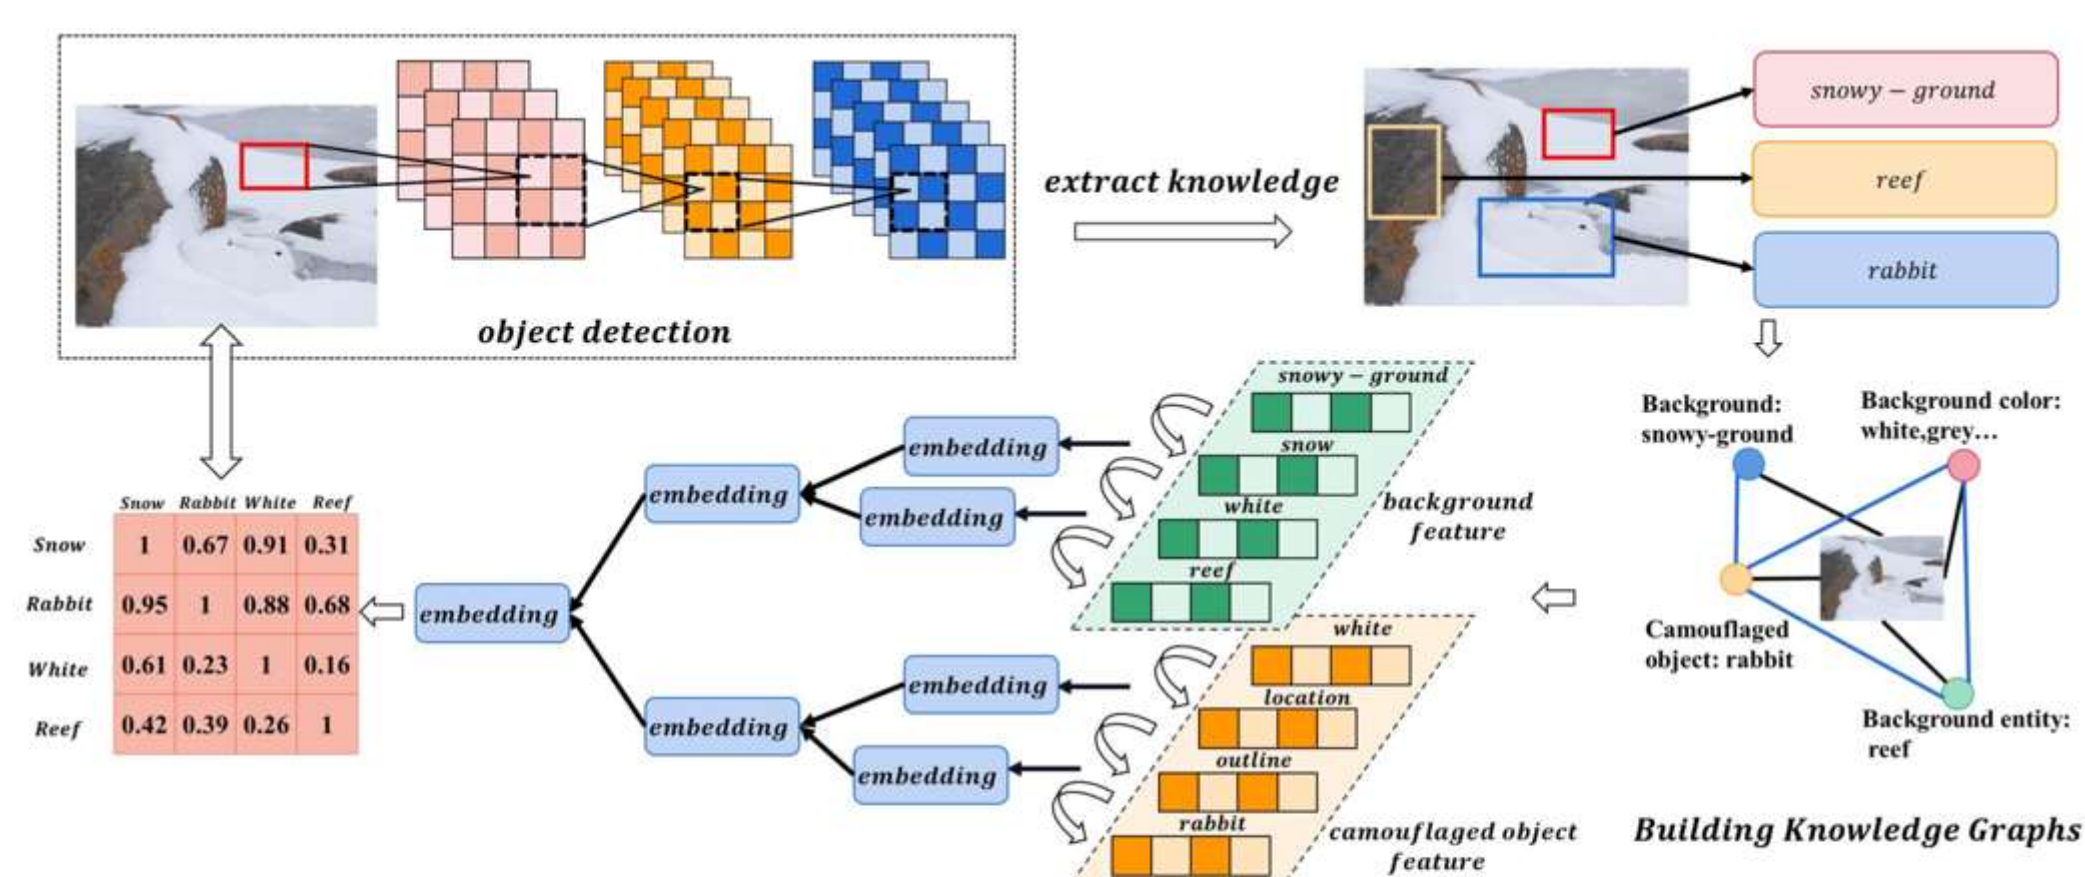 object detection
extract knowledge
snowy − ground
reef
rabbit
Background:
snowy-ground
Background color:
white,grey...
Camouflaged
object: rabbit
Background entity:
reef
Building Knowledge Graphs
snowy − ground
snow
white
reef
background
feature
white
location
outline
rabbit
camouflaged object
feature
embedding
embedding
embedding
embedding
embedding
embedding
embedding
Snow Rabbit White Reef
Snow 1 0.67 0.91 0.31
Rabbit 0.95 1 0.88 0.68
White 0.61 0.23 1 0.16
Reef 0.42 0.39 0.26 1